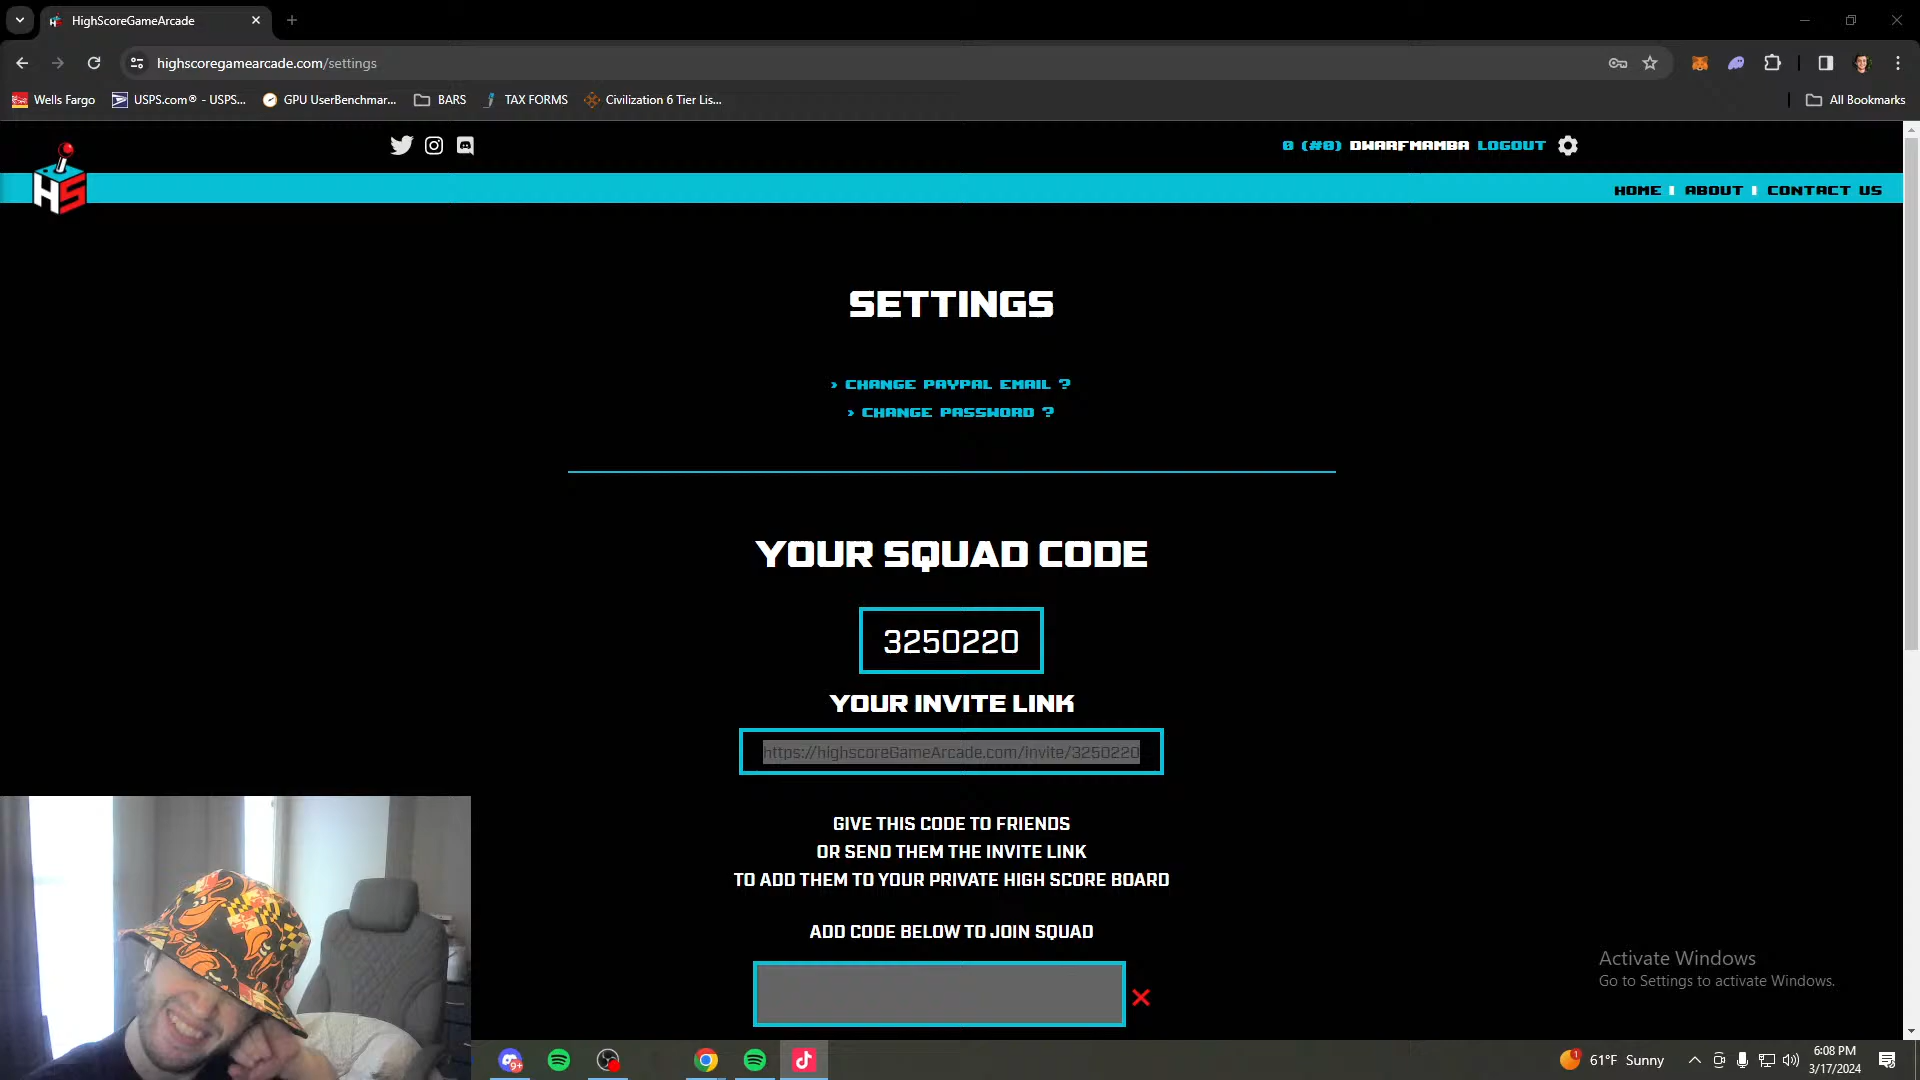 HighScoreGameArcade
highscoregamearcade.com/settings
Wells Fargo
USPS.com® - USPS...
GPU UserBenchmar...
BARS
TAX FORMS
Civilization 6 Tier Lis...
All Bookmarks
0 (#0) DWARFMAMBA LOGOUT
HS
HOME | ABOUT | CONTACT US
SETTINGS
> CHANGE PAYPAL EMAIL ?
> CHANGE PASSWORD ?
YOUR SQUAD CODE
3250220
YOUR INVITE LINK
https://highscoreGameArcade.com/invite/3250220
GIVE THIS CODE TO FRIENDS
OR SEND THEM THE INVITE LINK
TO ADD THEM TO YOUR PRIVATE HIGH SCORE BOARD
ADD CODE BELOW TO JOIN SQUAD
Activate Windows
Go to Settings to activate Windows.
9+
1
61°F Sunny
6:08 PM
3/17/2024